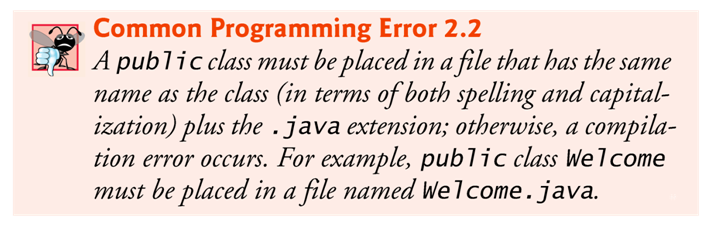 Common Programming Error 2.2
A public class must be placed in a file that has the same
name as the class (in terms of both spelling and capital-
ization) plus the .java extension; otherwise, a compila-
tion error occurs. For example, public class Welcome
must be placed in a file named Welcome.java.